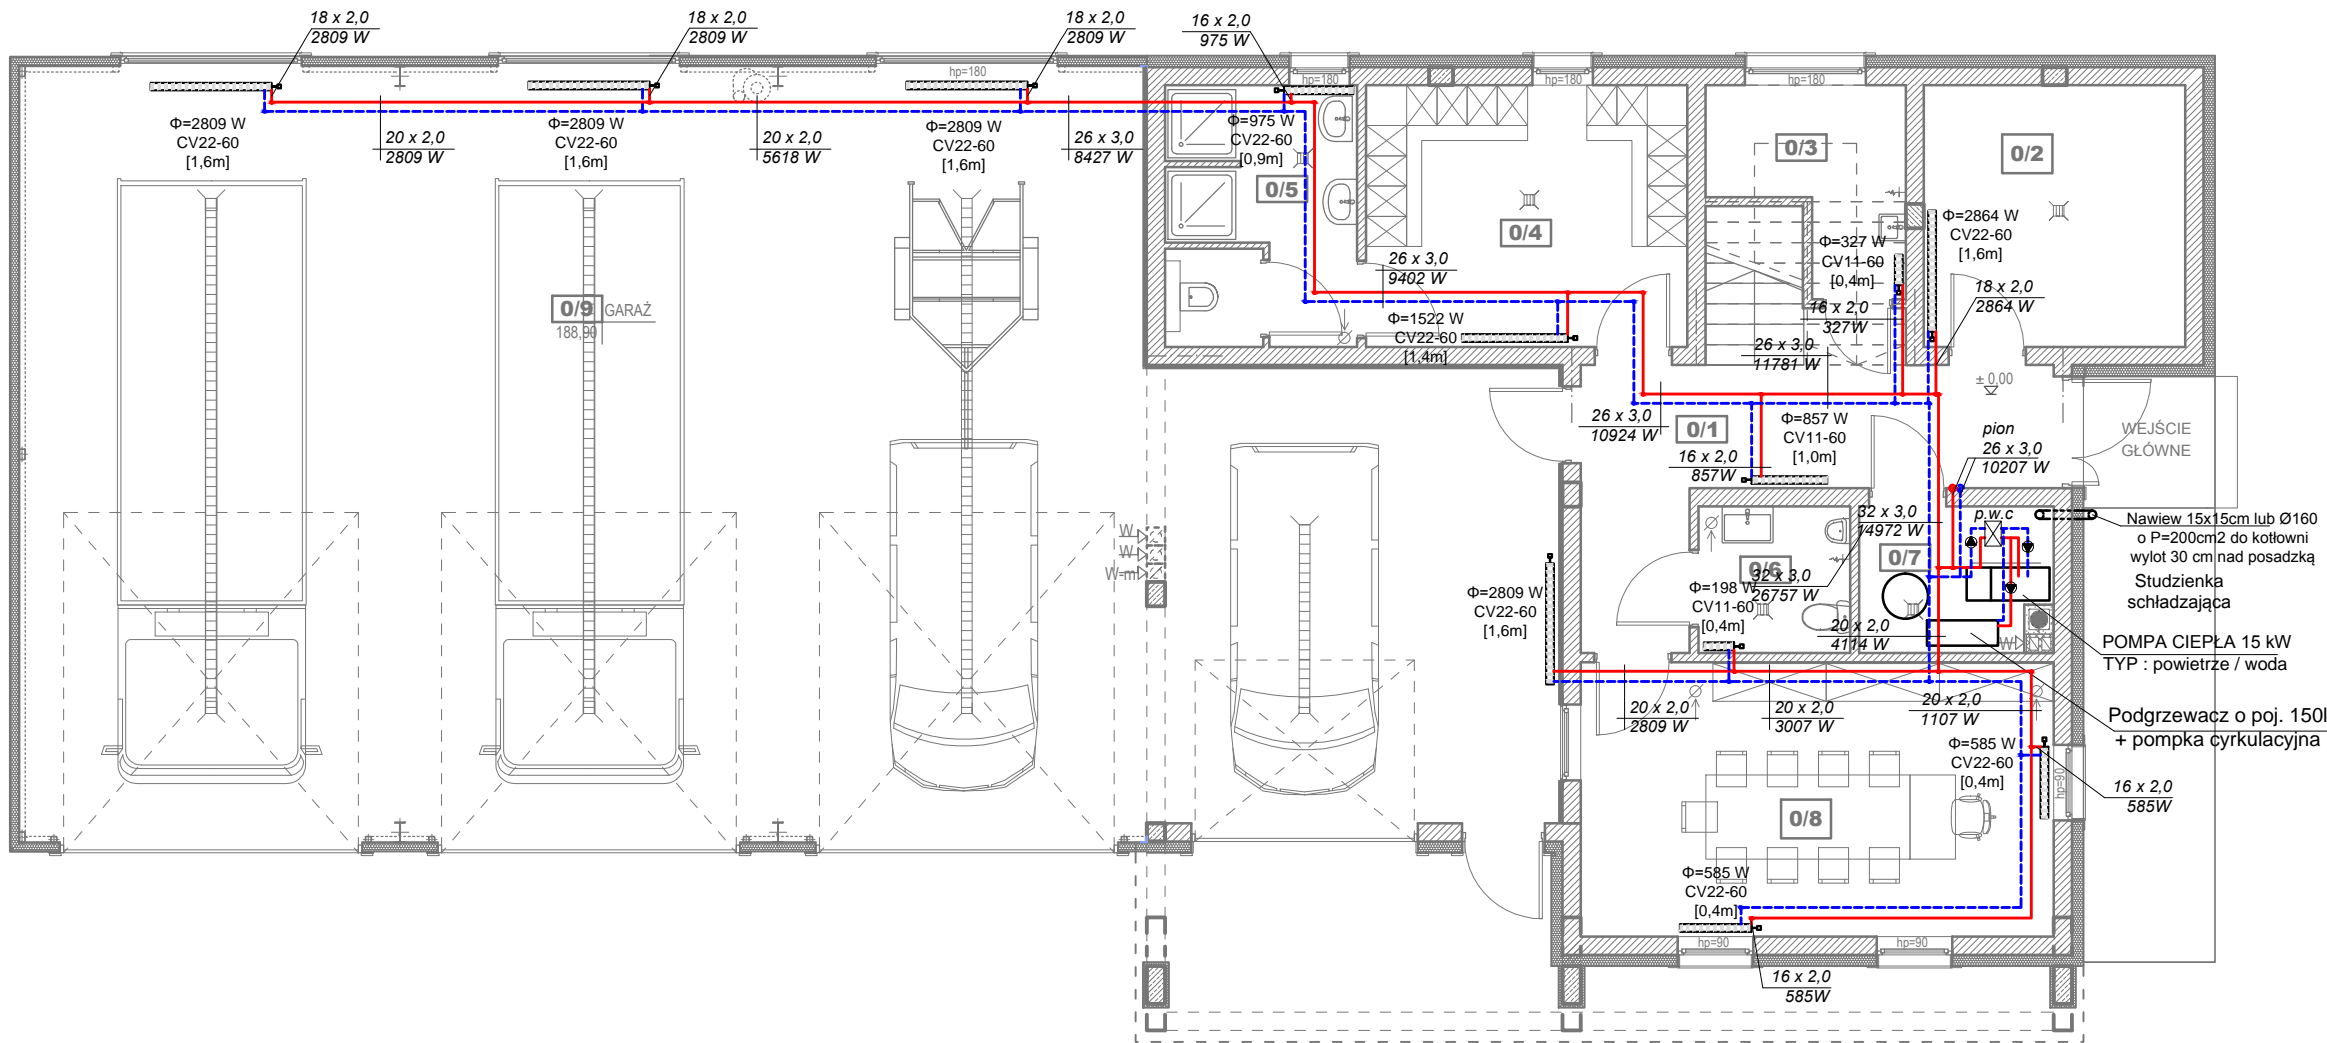 18 x 2,0
2809 W
18 x 2,0
2809 W
18 x 2,0
2809 W
16 x 2,0
975 W
hp=180
hp=180
hp=180
hp=180
Φ=2809 W
CV22-60
[1,6m]
20 x 2,0
2809 W
Φ=2809 W
CV22-60
[1,6m]
20 x 2,0
5618 W
Φ=2809 W
CV22-60
[1,6m]
26 x 3,0
8427 W
Φ=975 W
CV22-60
[0,9m]
0/5
0/4
0/3
0/2
Φ=2864 W
CV22-60
[1,6m]
Φ=327 W
CV11-60
[0,4m]
26 x 3,0
9402 W
18 x 2,0
2864 W
0/9 GARAŻ
188,90
Φ=1522 W
CV22-60
[1,4m]
16 x 2,0
327W
26 x 3,0
11781 W
± 0,00
26 x 3,0
10924 W
0/1
Φ=857 W
CV11-60
[1,0m]
16 x 2,0
857W
pion
26 x 3,0
10207 W
WEJŚCIE
GŁÓWNE
32 x 3,0
14972 W
p.w.c
Nawiew 15x15cm lub Ø160
o P=200cm2 do kotłowni
wylot 30 cm nad posadzką
Studzienka
schładzająca
W
W
W-m
0/7
0/6
32 x 3,0
26757 W
Φ=2809 W
CV22-60
[1,6m]
Φ=198 W
CV11-60
[0,4m]
20 x 2,0
4114 W
W
POMPA CIEPŁA 15 kW
TYP : powietrze / woda
20 x 2,0
2809 W
20 x 2,0
3007 W
20 x 2,0
1107 W
Podgrzewacz o poj. 150l
+ pompka cyrkulacyjna
Φ=585 W
CV22-60
[0,4m]
hp=90
16 x 2,0
585W
0/8
Φ=585 W
CV22-60
[0,4m]
hp=90
hp=90
16 x 2,0
585W